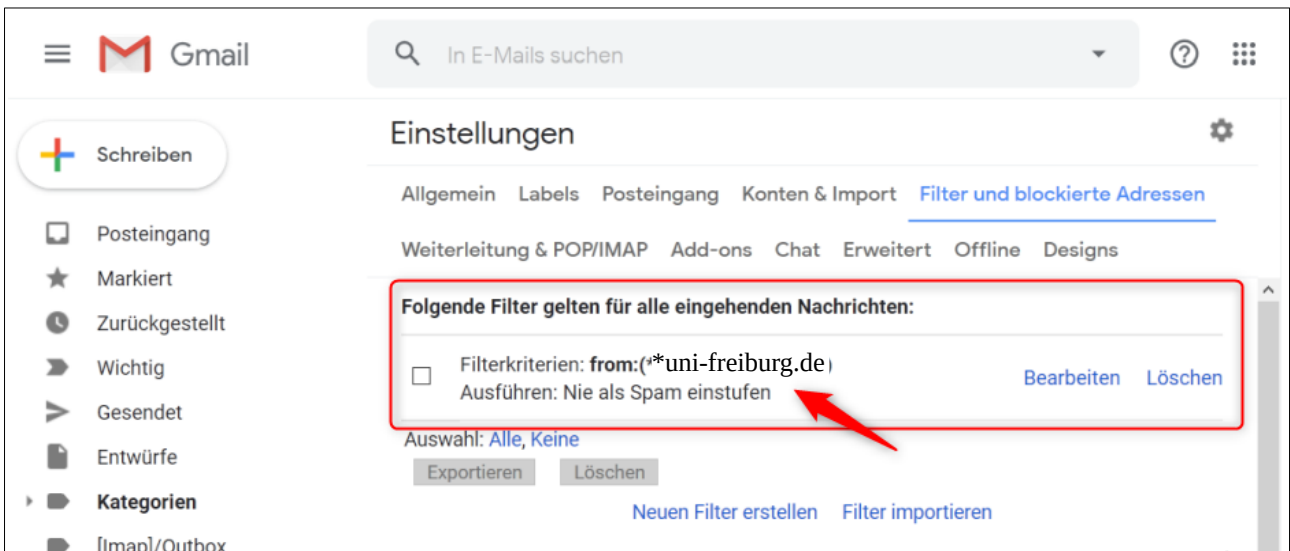 Gmail
In E-Mails suchen
Schreiben
Posteingang
Markiert
Zurückgestellt
Wichtig
Gesendet
Entwürfe
Kategorien
[Imap]/Outbox
Einstellungen
Allgemein Labels Posteingang Konten & Import Filter und blockierte Adressen
Weiterleitung & POP/IMAP Add-ons Chat Erweitert Offline Designs
Folgende Filter gelten für alle eingehenden Nachrichten:
Filterkriterien: from:(**uni-freiburg.de)
Ausführen: Nie als Spam einstufen
Bearbeiten Löschen
Auswahl: Alle, Keine
Exportieren Löschen
Neuen Filter erstellen Filter importieren